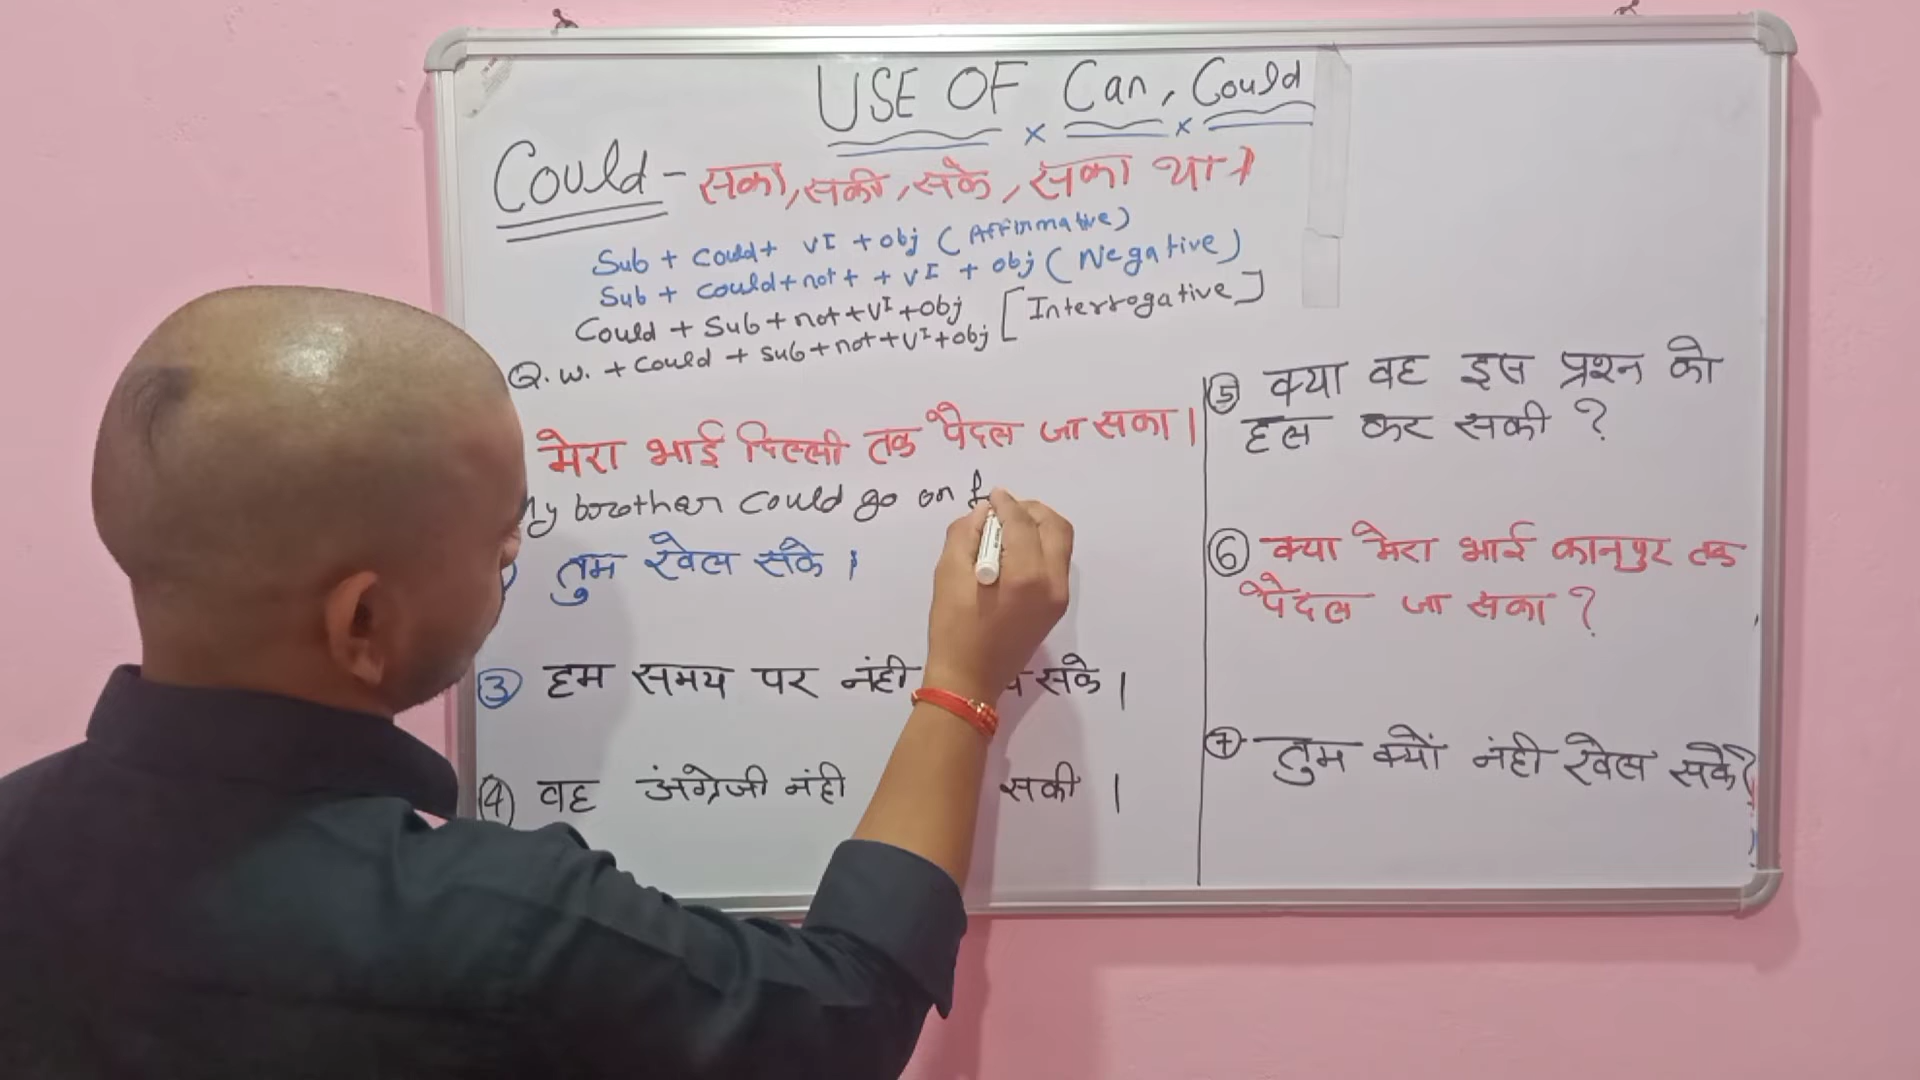 USE OF Can, Could
Could - सका, सकी, सके, सका था
Sub + Could + VI + obj (Affirmative)
Sub + Could + not + + VI + obj (Negative)
Could + Sub + not + VI + obj [Interrogative]
Q. W. + Could + sub + not + VI + obj
मेरा भाई दिल्ली तक पैदल जा सका |
My brother could go on f
तुम खेल सके |
③ हम समय पर नंही सके |
④ वह अंग्रेजी नंही सकी |
⑤ क्या वह इस प्रश्न को
हल कर सकी ?
⑥ क्या मेरा भाई कानपुर तक
पैदल जा सका ?
⑦ तुम क्यों नंही खेल सके?